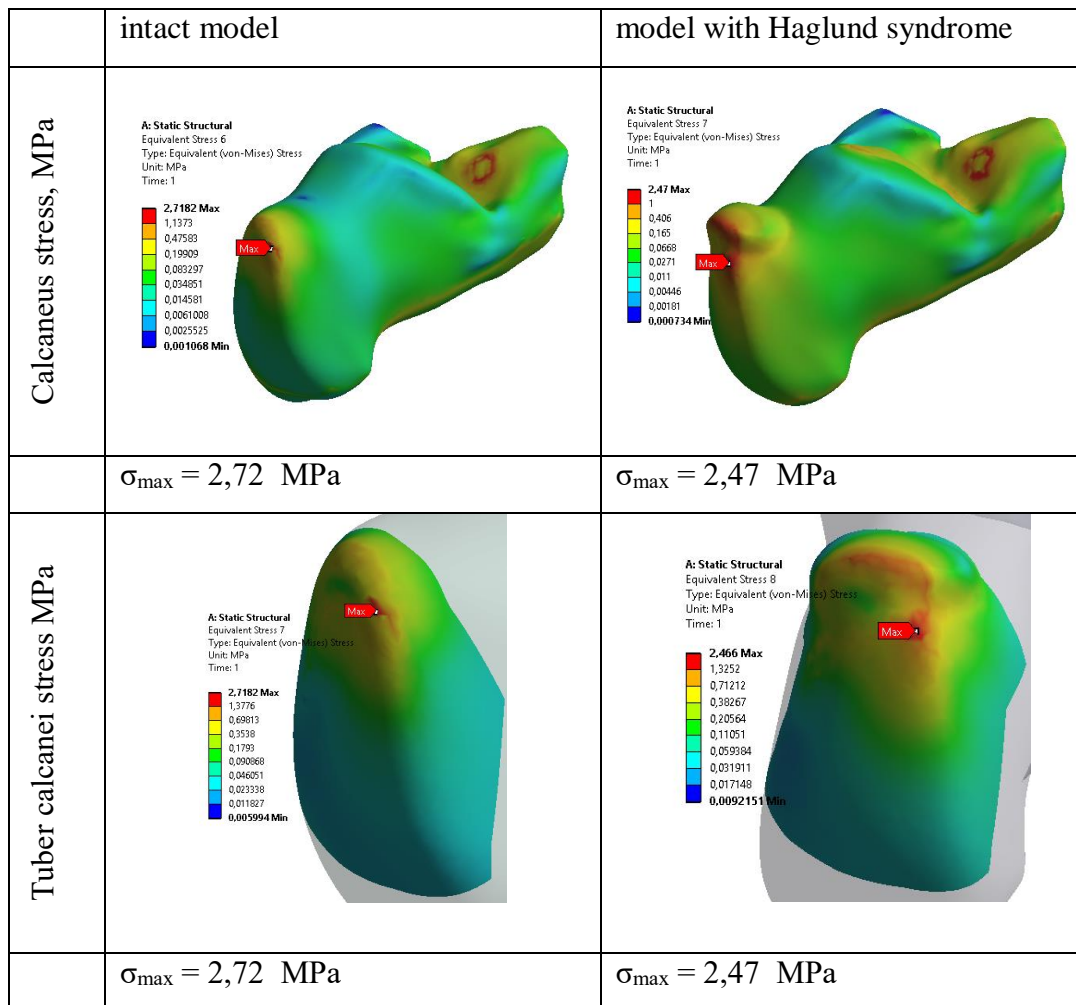 intact model
model with Haglund syndrome
Calcaneus stress, MPa
A: Static Structural
Equivalent Stress 6
Type: Equivalent (von-Mises) Stress
Unit: MPa
Time: 1
2,7182 Max
1,1373
0,47583
0,19909
0,083297
0,034851
0,014581
0,0061008
0,0025525
0,001068 Min
Max
A: Static Structural
Equivalent Stress 7
Type: Equivalent (von-Mises) Stress
Unit: MPa
Time: 1
2,47 Max
1
0,406
0,165
0,0668
0,0271
0,011
0,00446
0,00181
0,000734 Min
Max
σmax = 2,72 MPa
σmax = 2,47 MPa
Tuber calcanei stress MPa
A: Static Structural
Equivalent Stress 7
Type: Equivalent (von-Mises) Stress
Unit: MPa
Time: 1
2,7182 Max
1,3776
0,69813
0,3538
0,1793
0,090868
0,046051
0,023338
0,011827
0,005994 Min
Max
A: Static Structural
Equivalent Stress 8
Type: Equivalent (von-Mises) Stress
Unit: MPa
Time: 1
2,466 Max
1,3252
0,71212
0,38267
0,20564
0,11051
0,059384
0,031911
0,017148
0,0092151 Min
Max
σmax = 2,72 MPa
σmax = 2,47 MPa